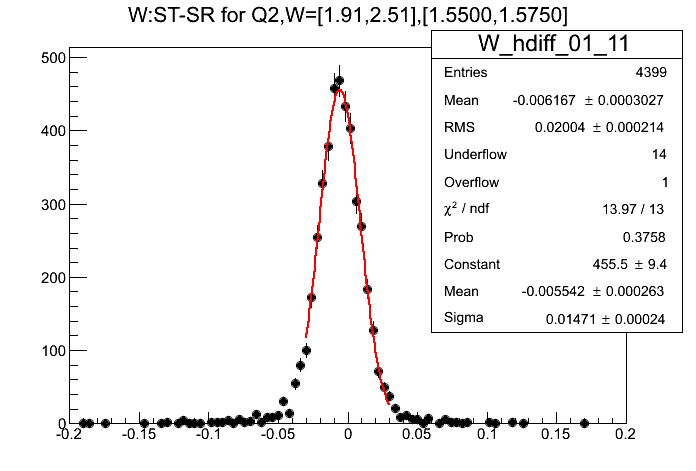 W:ST-SR for Q2,W=[1.91,2.51],[1.5500,1.5750]
W_hdiff_01_11
Entries 4399
Mean -0.006167 ± 0.0003027
RMS 0.02004 ± 0.000214
Underflow 14
Overflow 1
χ² / ndf 13.97 / 13
Prob 0.3758
Constant 455.5 ± 9.4
Mean -0.005542 ± 0.000263
Sigma 0.01471 ± 0.00024
500
400
300
200
100
0
-0.2 -0.15 -0.1 -0.05 0 0.05 0.1 0.15 0.2